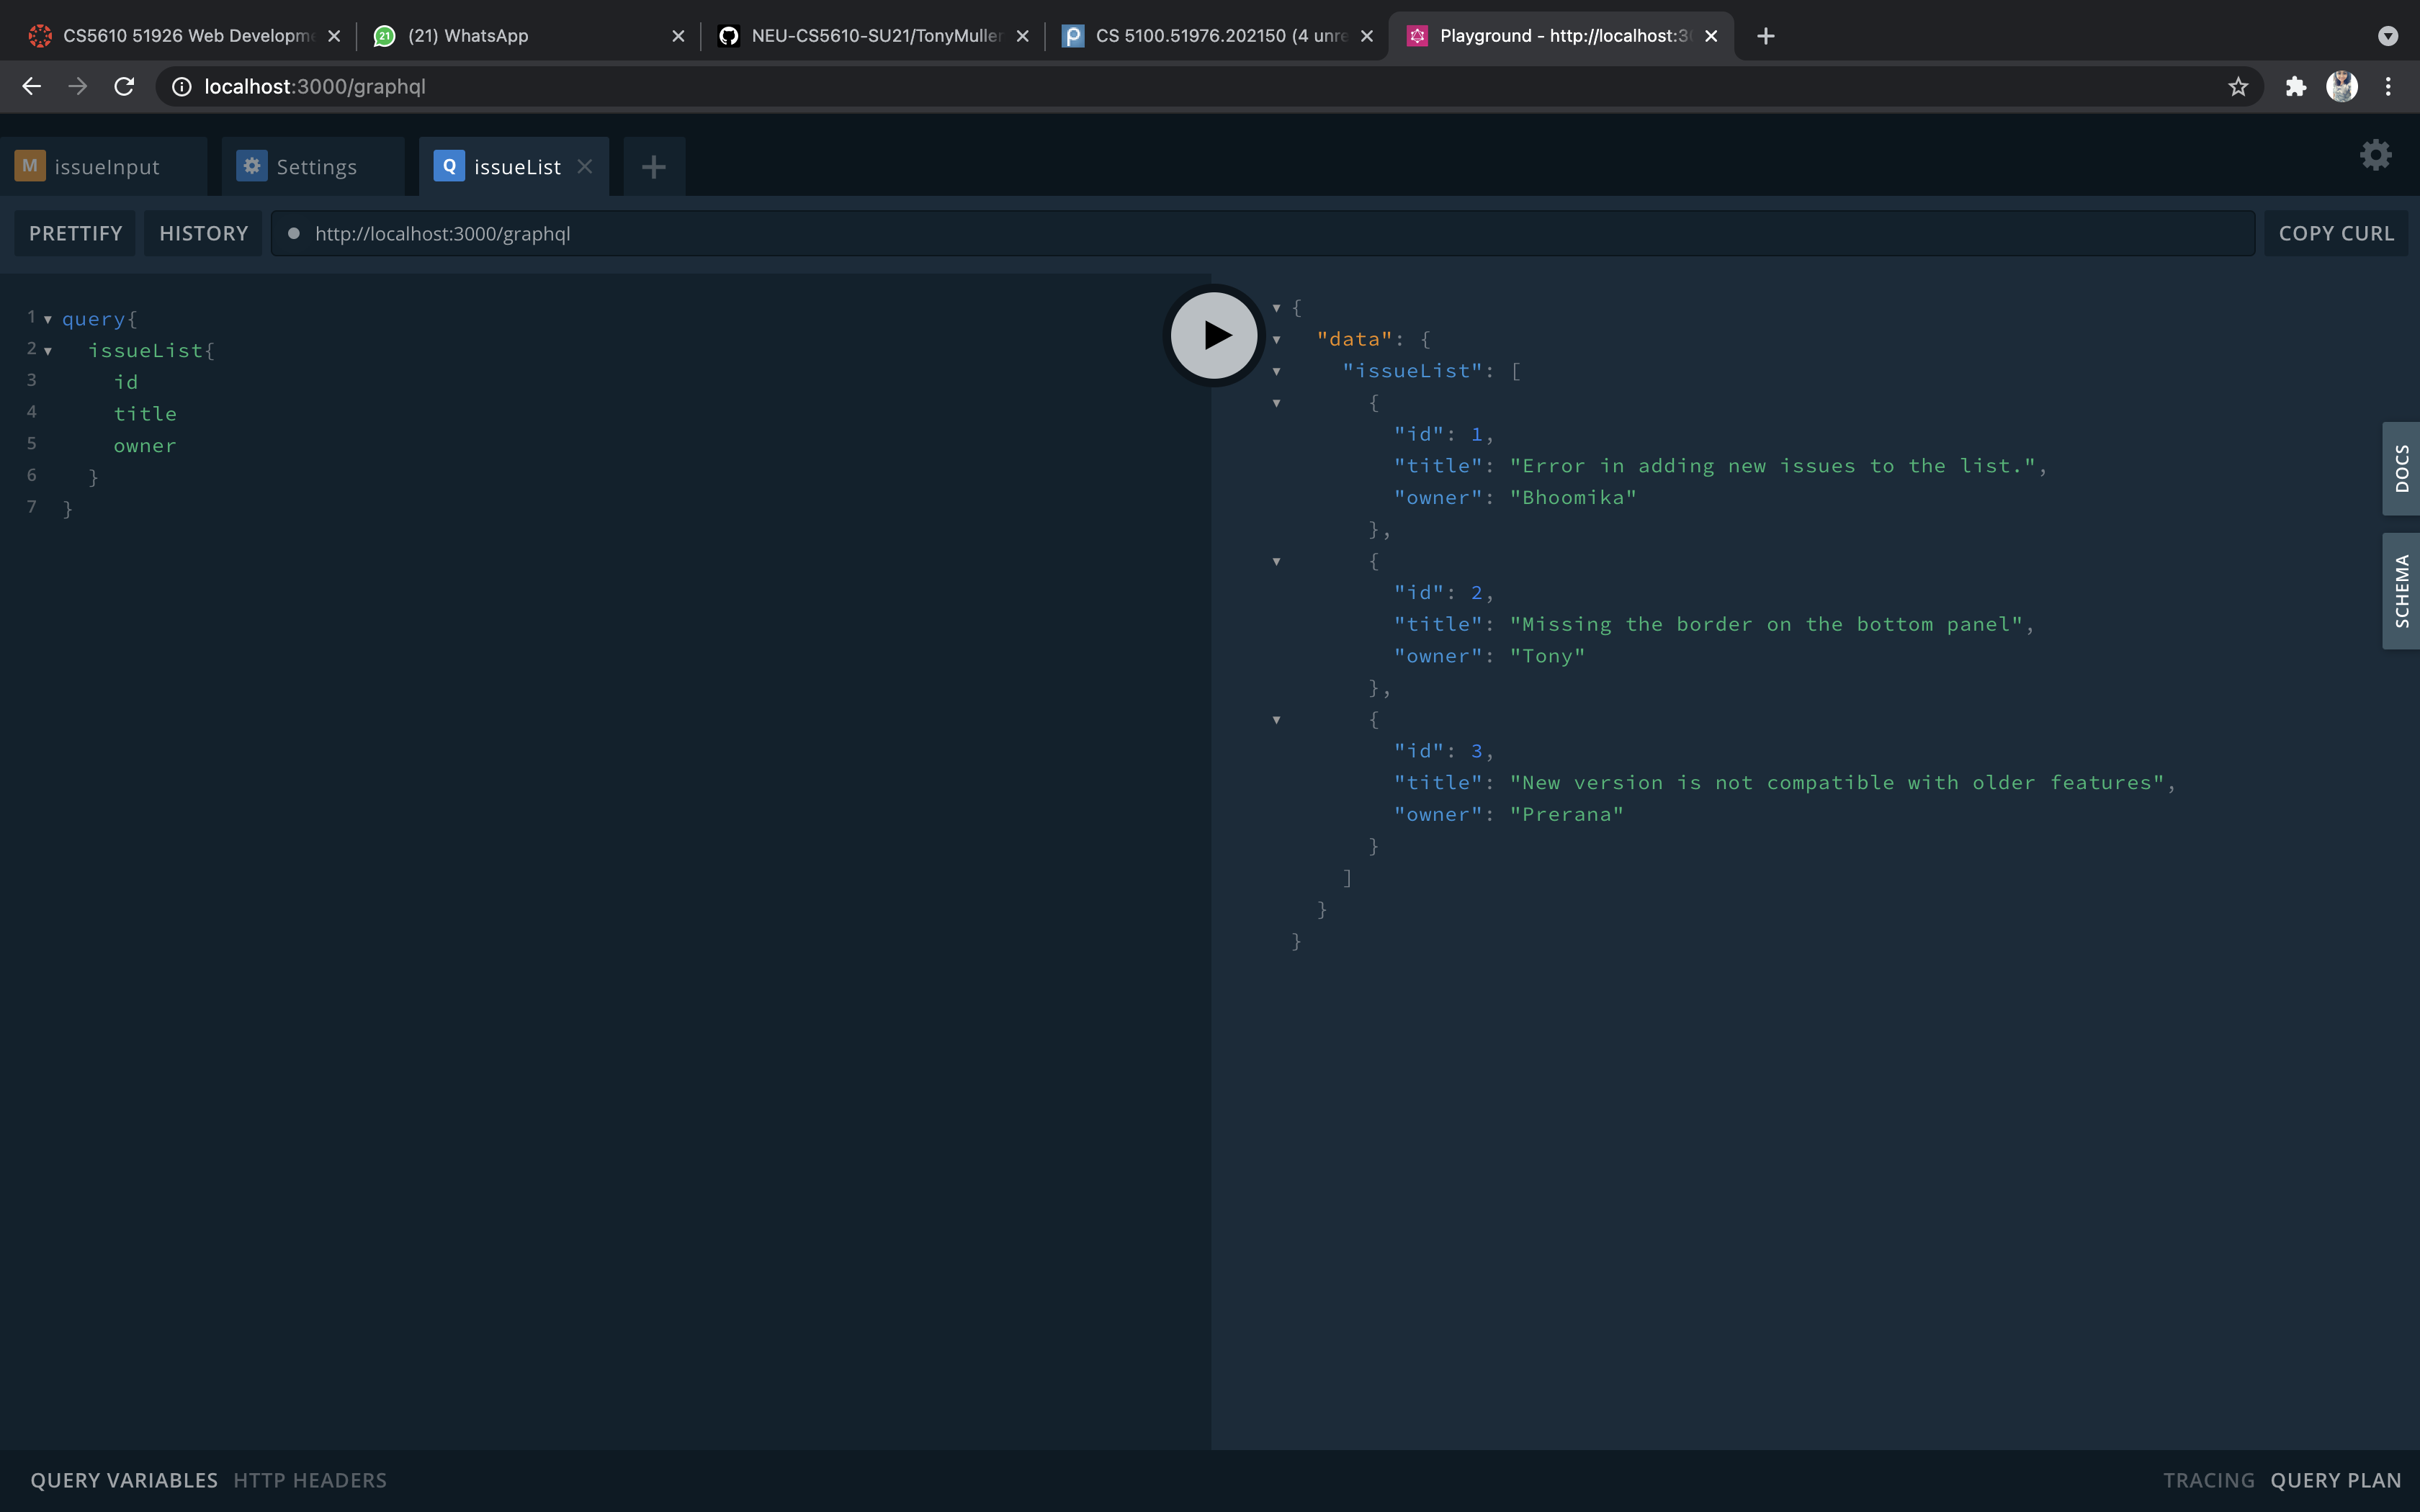 CS5610 51926 Web Developme
(21) WhatsApp
NEU-CS5610-SU21/TonyMuller
CS 5100.51976.202150 (4 unre
Playground - http://localhost:30
localhost:3000/graphql
M issueInput
Settings
Q issueList
PRETTIFY
HISTORY
http://localhost:3000/graphql
COPY CURL
1 query{
2 issueList{
3 id
4 title
5 owner
6 }
7 }
{
"data": {
"issueList": [
{
"id": 1,
"title": "Error in adding new issues to the list.",
"owner": "Bhoomika"
},
{
"id": 2,
"title": "Missing the border on the bottom panel",
"owner": "Tony"
},
{
"id": 3,
"title": "New version is not compatible with older features",
"owner": "Prerana"
}
]
}
}
DOCS
SCHEMA
QUERY VARIABLES
HTTP HEADERS
TRACING
QUERY PLAN